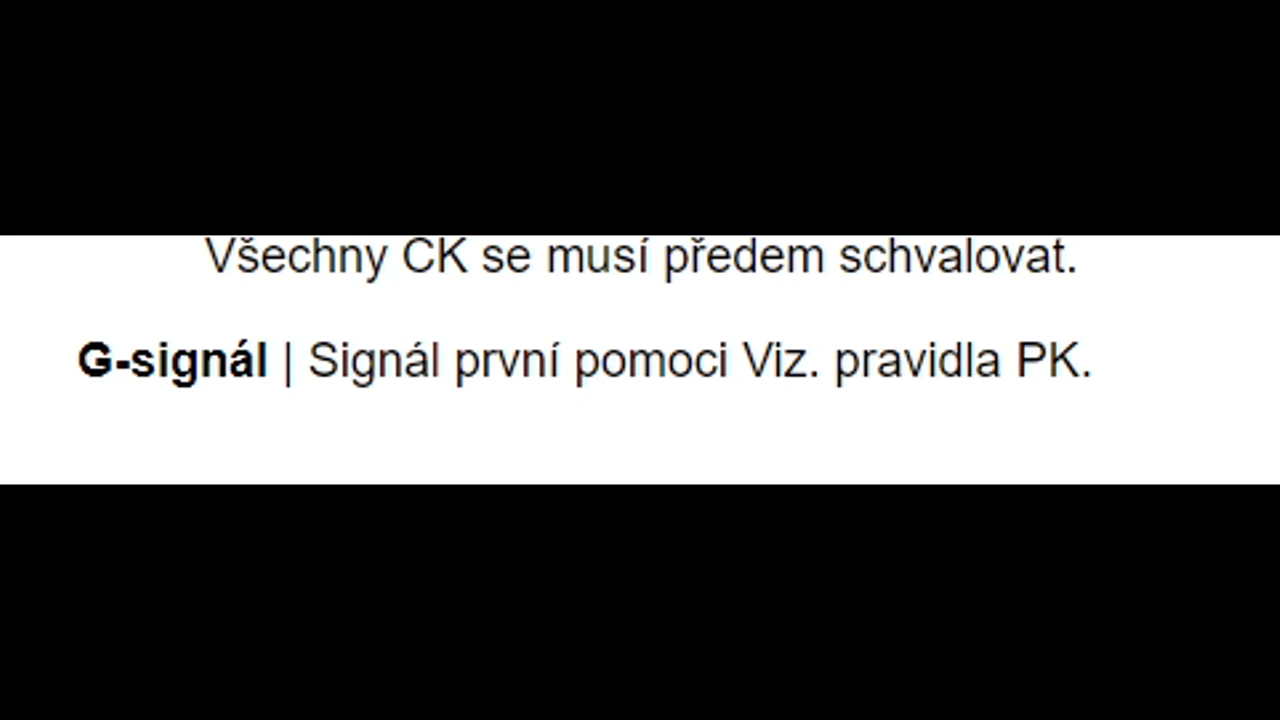 Všechny CK se musí předem schvalovat.
G-signál | Signál první pomoci Viz. pravidla PK.